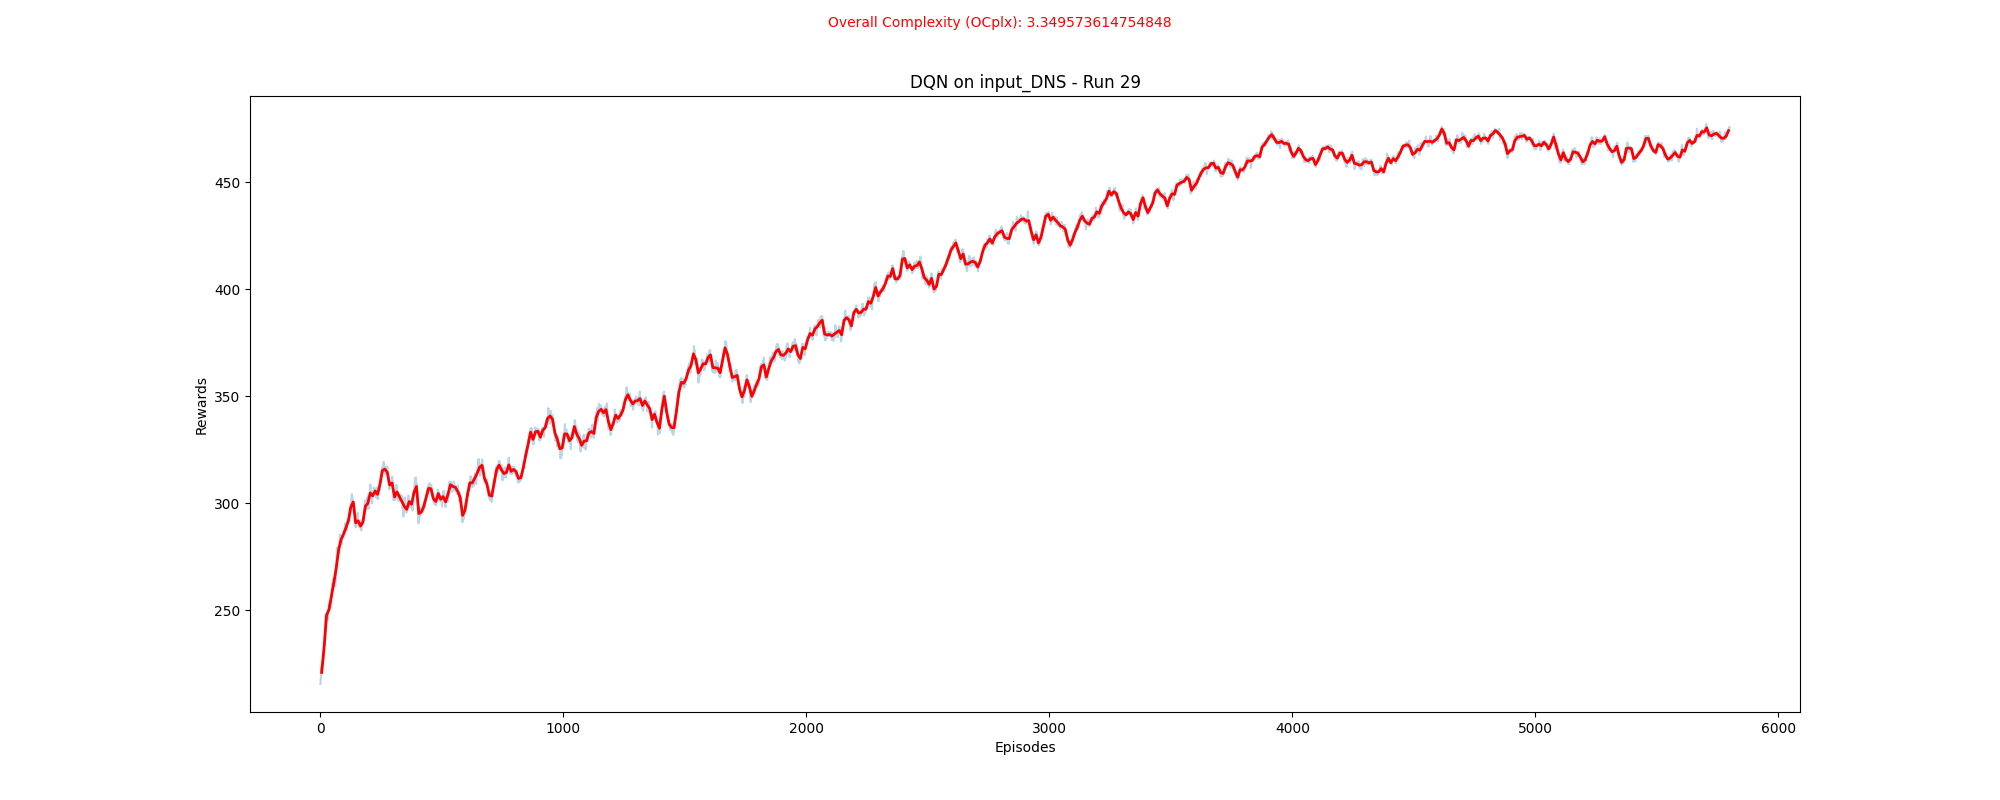 Overall Complexity (OCplx): 3.349573614754848
DQN on input_DNS - Run 29
Rewards
450
400
350
300
250
0 1000 2000 3000 4000 5000 6000
Episodes